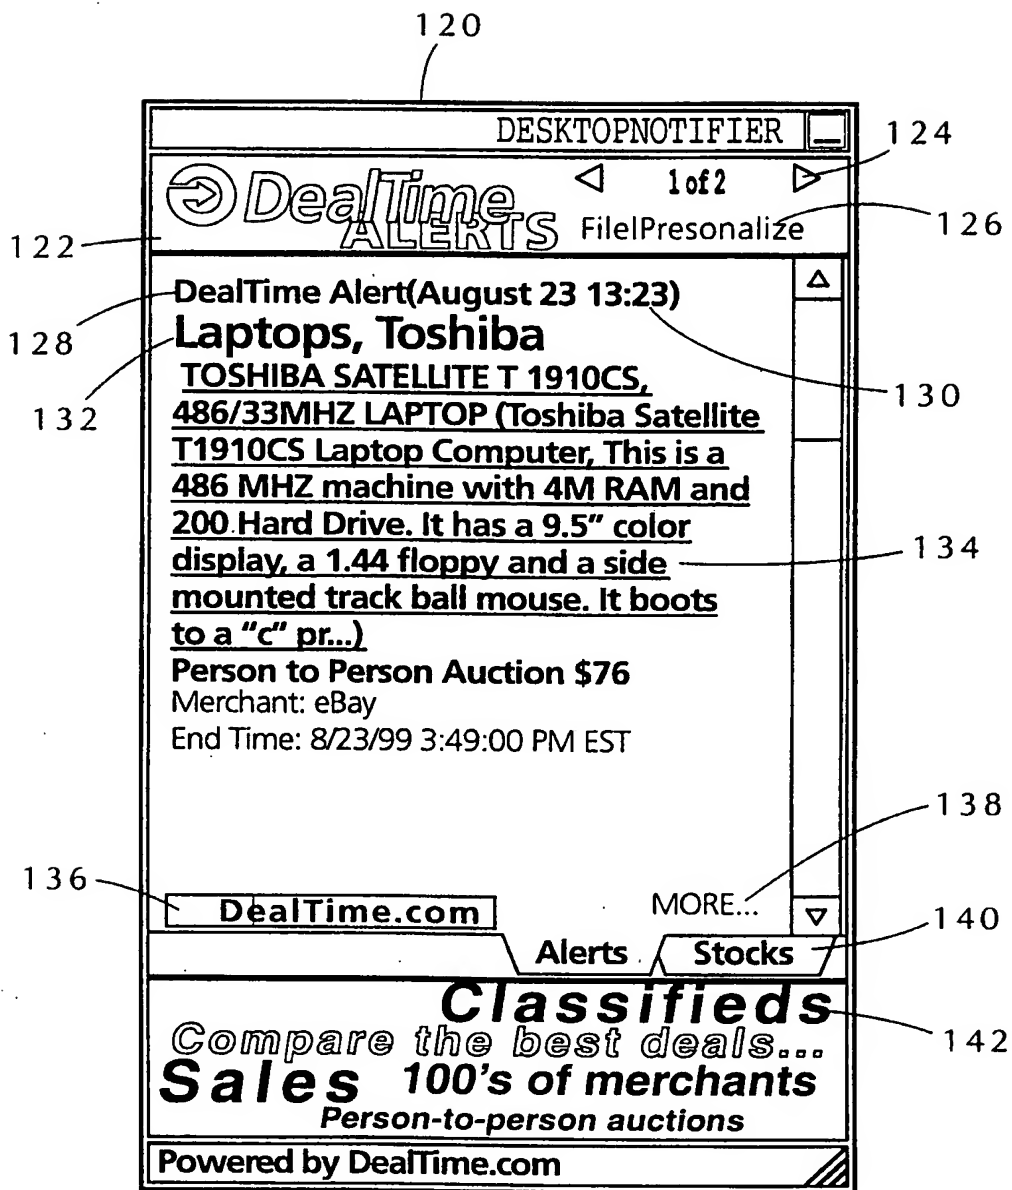 120
DESKTOPNOTIFIER
124
DealTime
ALERTS
1 of 2
FilelPresonalize
126
122
DealTime Alert(August 23 13:23)
128
Laptops, Toshiba
130
132
TOSHIBA SATELLITE T 1910CS,
486/33MHZ LAPTOP (Toshiba Satellite
T1910CS Laptop Computer, This is a
486 MHZ machine with 4M RAM and
200 Hard Drive. It has a 9.5" color
display, a 1.44 floppy and a side
134
mounted track ball mouse. It boots
to a "c" pr...)
Person to Person Auction $76
Merchant: eBay
End Time: 8/23/99 3:49:00 PM EST
138
136
DealTime.com
MORE...
140
Alerts
Stocks
Classifieds
142
Compare the best deals...
Sales 100's of merchants
Person-to-person auctions
Powered by DealTime.com